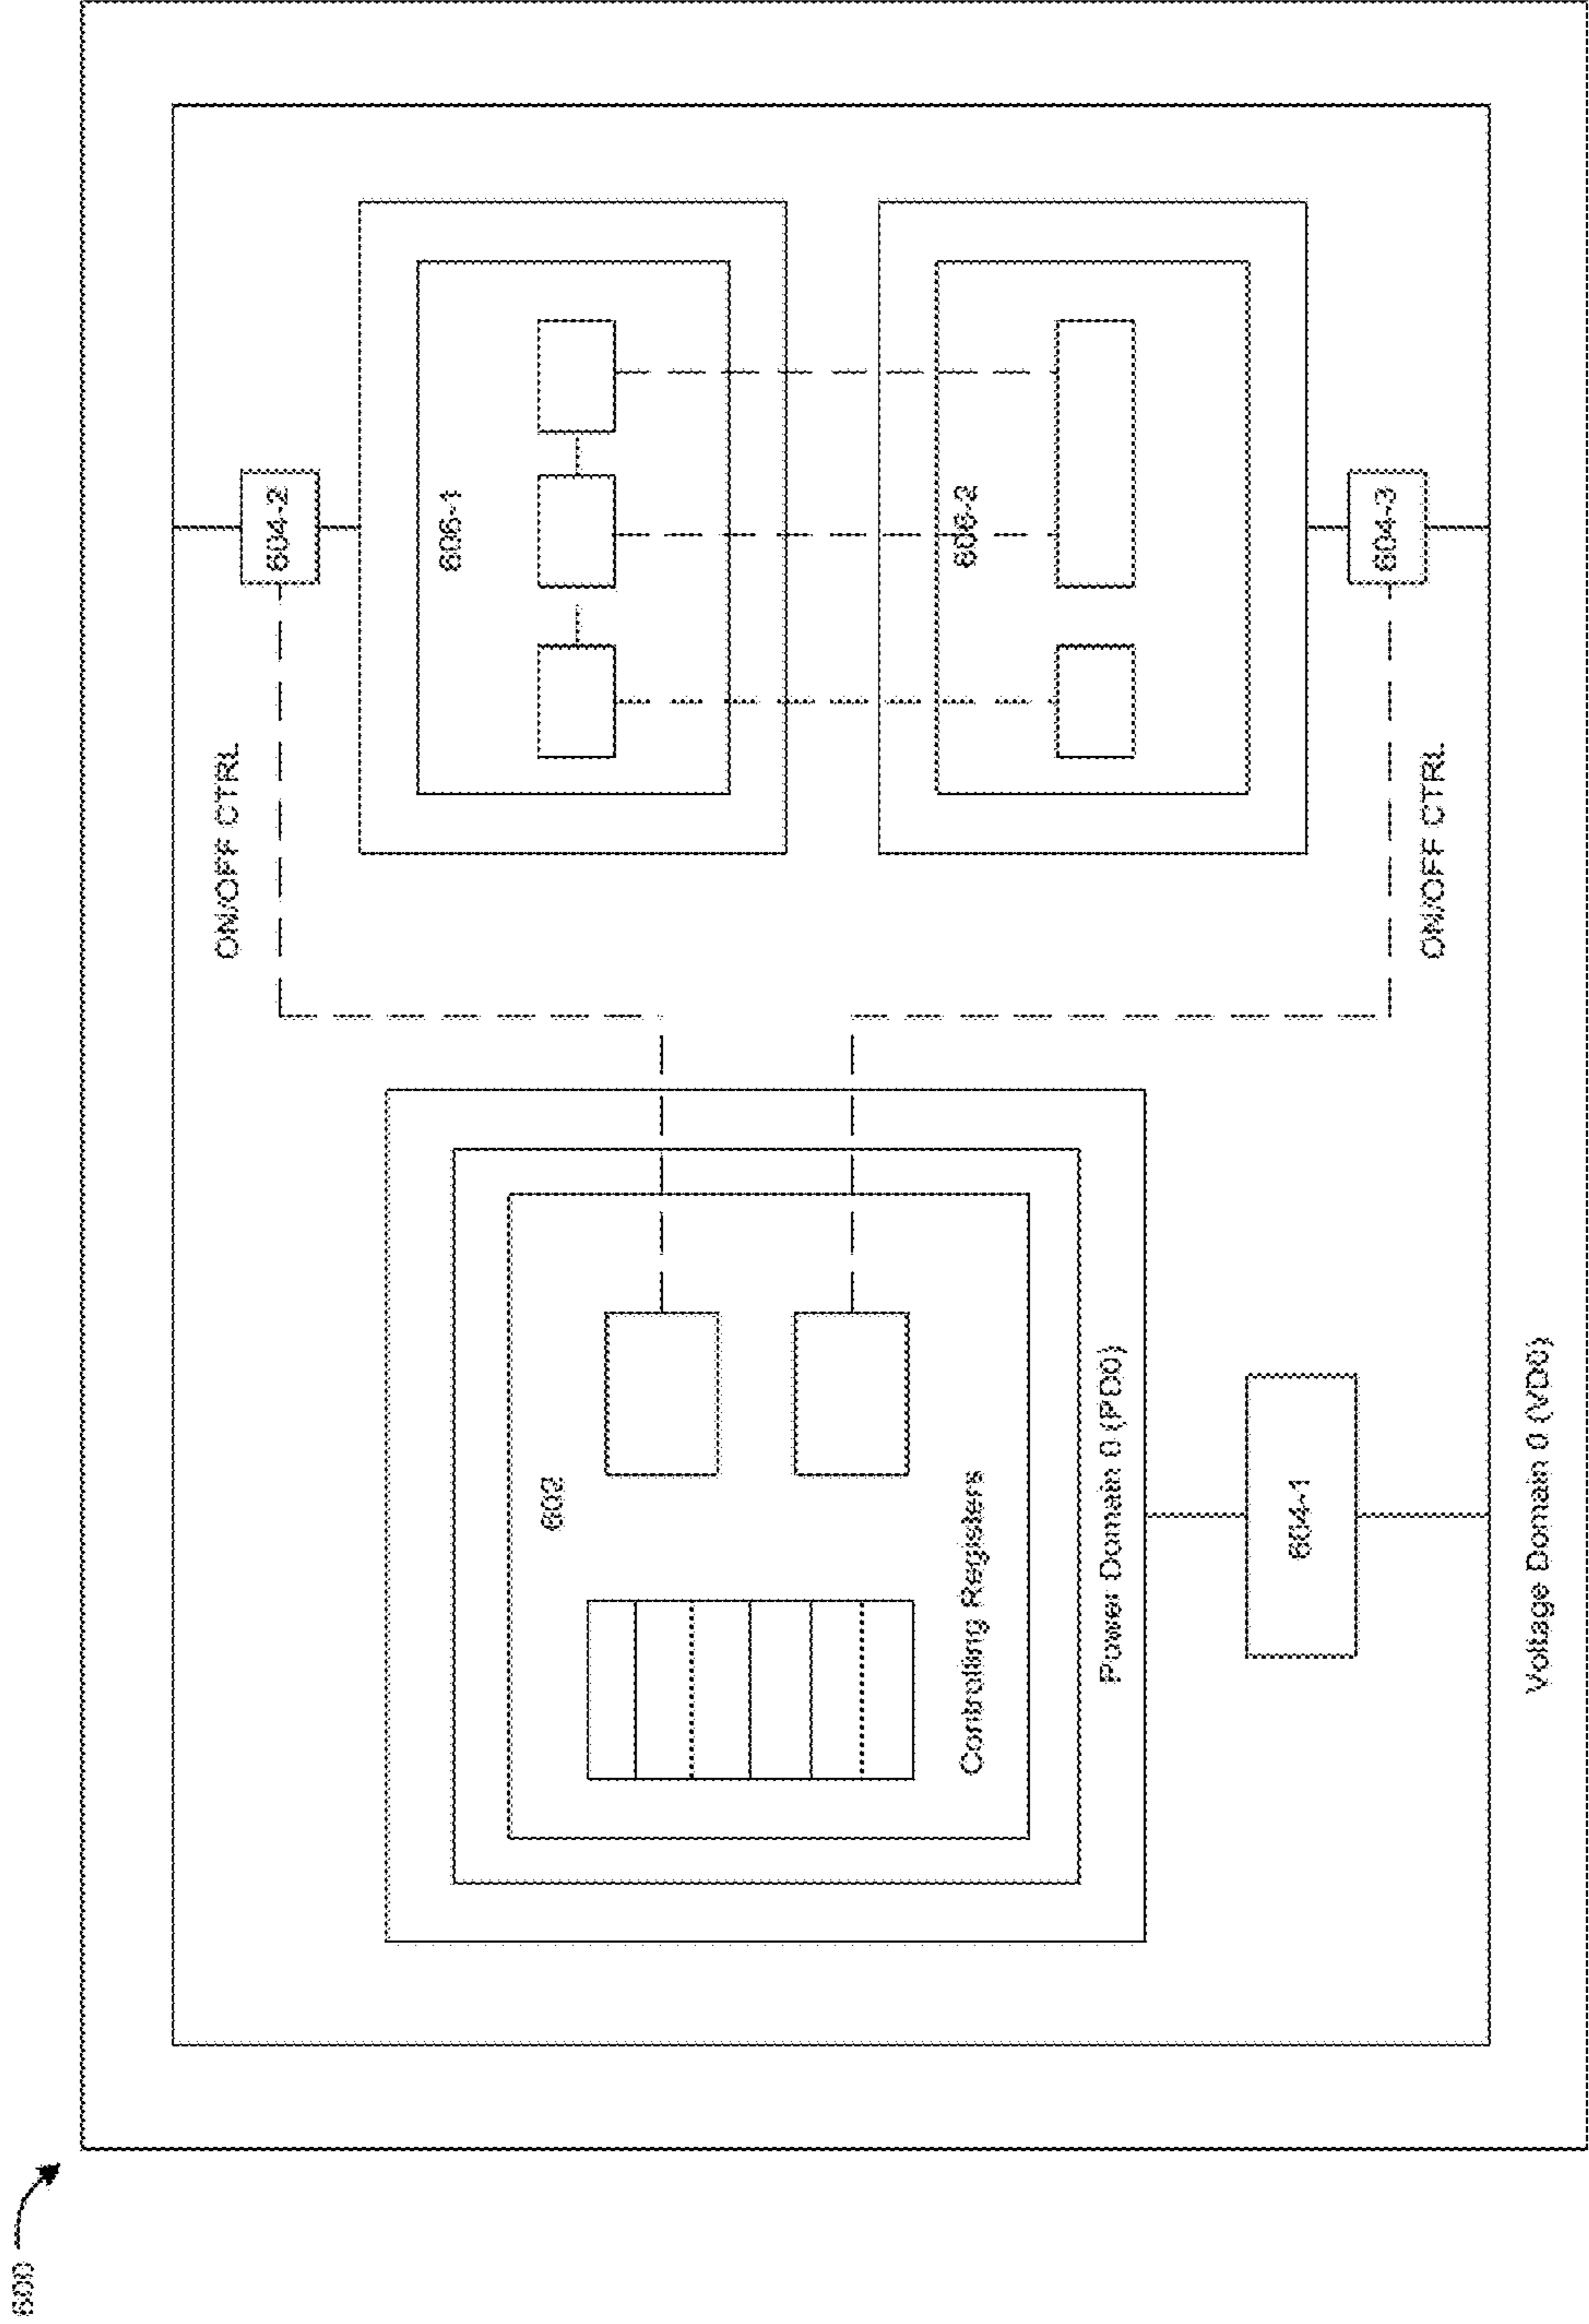 600
ON/OFF CTRL
604-2
606-1
602
606-2
Controlling Registers
Power Domain 0 (PD0)
604-1
604-3
ON/OFF CTRL
Voltage Domain 0 (VD0)